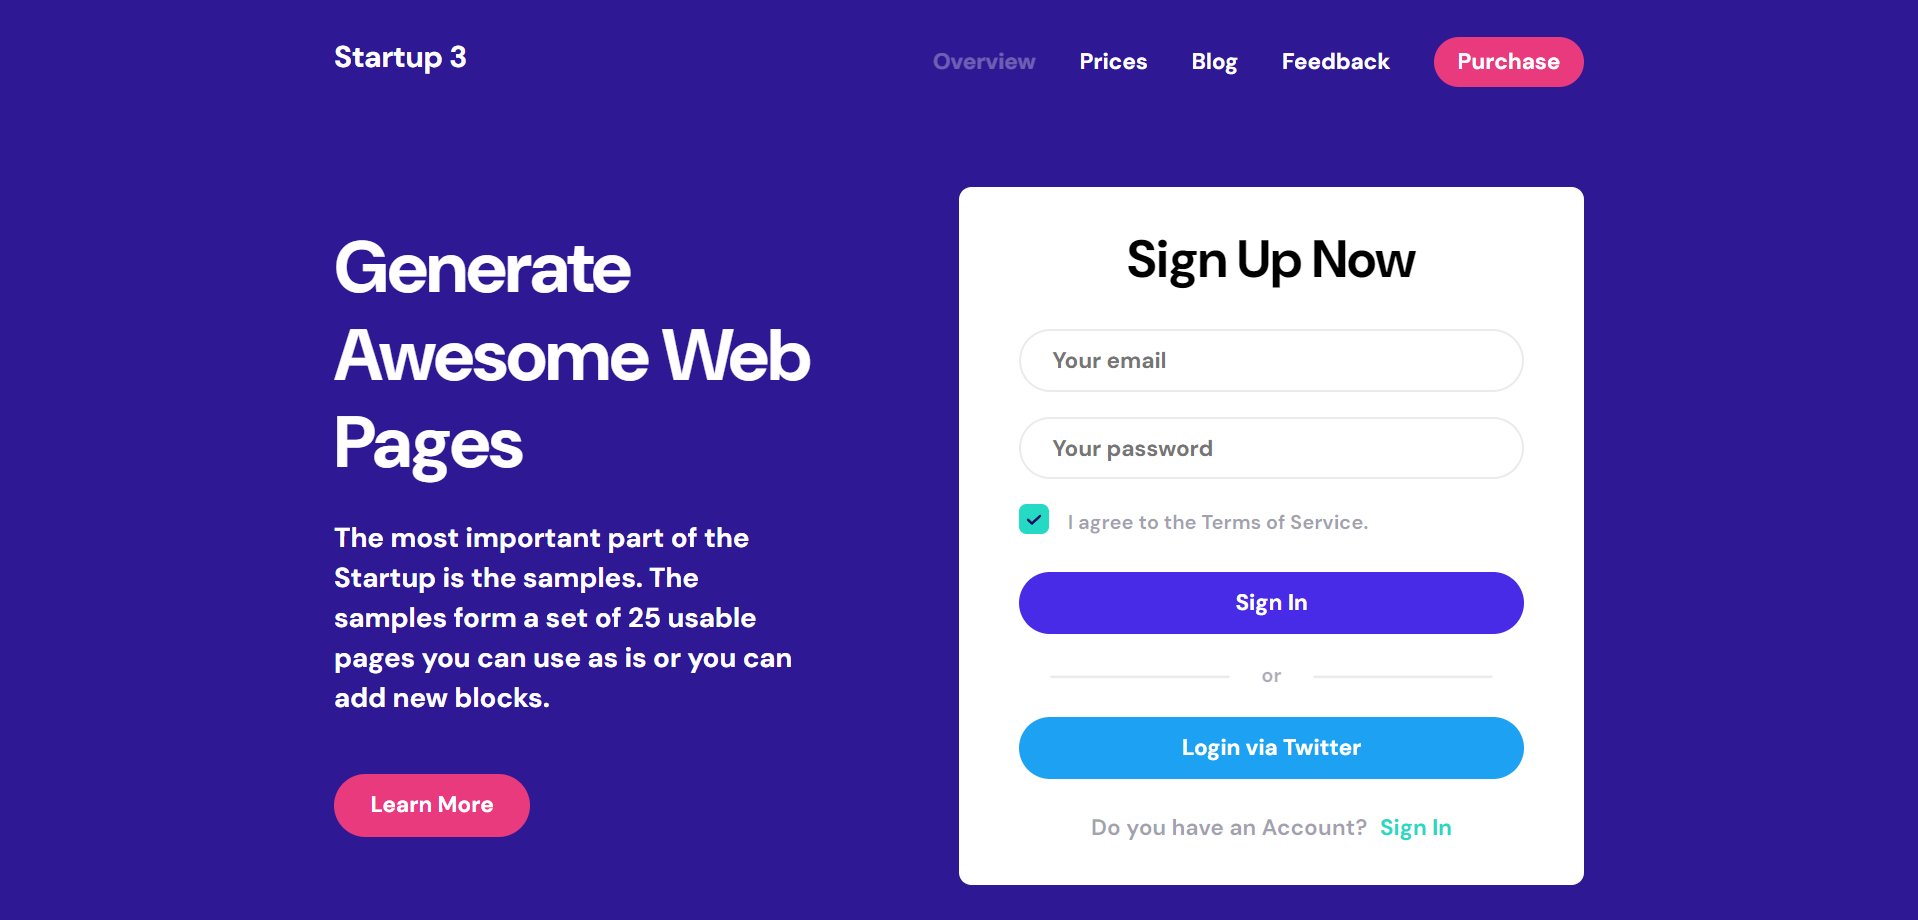 Startup 3
Overview
Prices
Blog
Feedback
Purchase
Generate
Awesome Web
Pages
The most important part of the
Startup is the samples. The
samples form a set of 25 usable
pages you can use as is or you can
add new blocks.
Learn More
Sign Up Now
Your email
Your password
I agree to the Terms of Service.
Sign In
or
Login via Twitter
Do you have an Account? Sign In